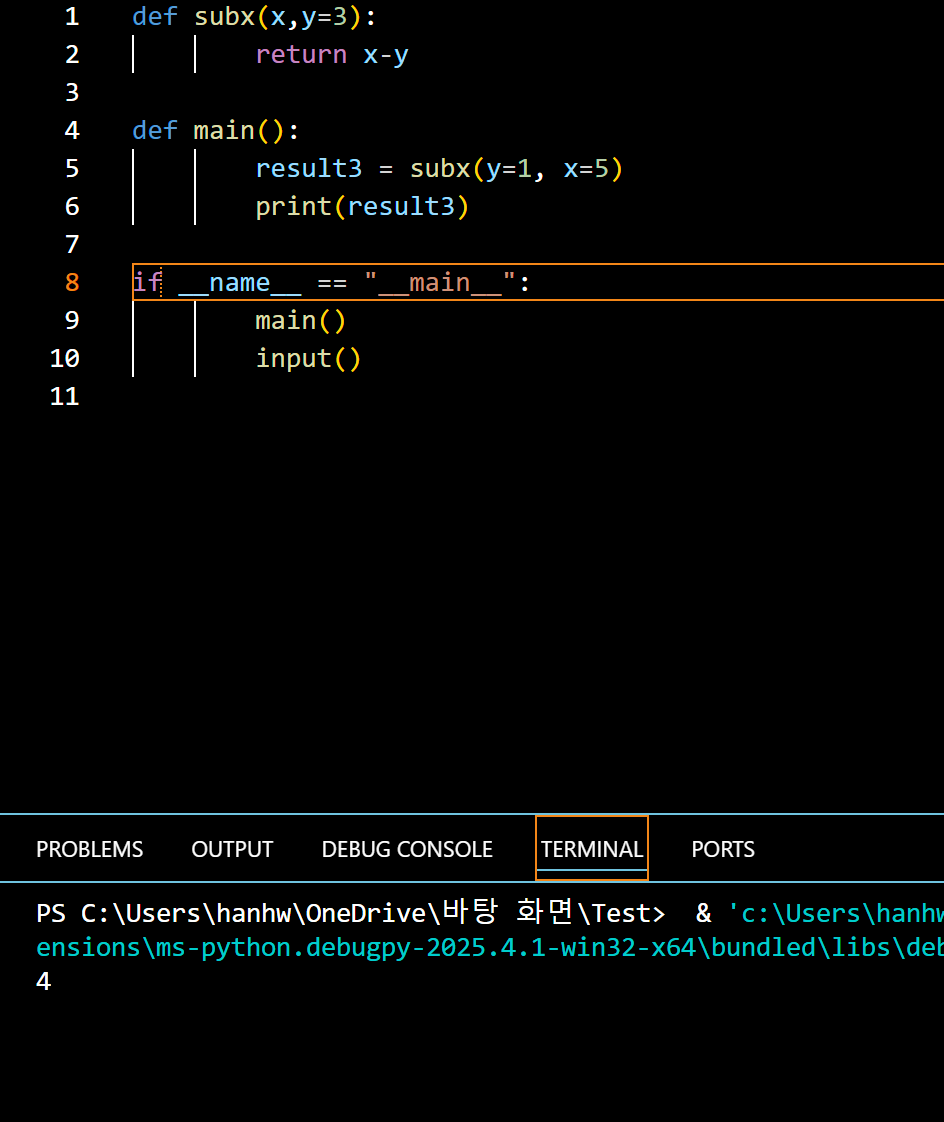 1 def subx(x,y=3):
2 return x-y
3
4 def main():
5 result3 = subx(y=1, x=5)
6 print(result3)
7
8 if __name__ == "__main__":
9 main()
10 input()
11
PROBLEMS OUTPUT DEBUG CONSOLE TERMINAL PORTS
PS C:\Users\hanhw\OneDrive\바탕 화면\Test>  & 'c:\Users\hanhw
ensions\ms-python.debugpy-2025.4.1-win32-x64\bundled\libs\deb
4